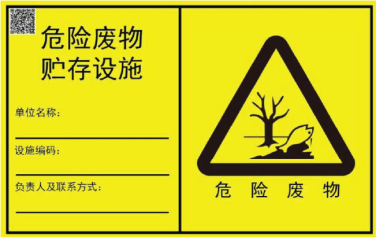 危险废物
贮存设施
单位名称：
设施编码：
负责人及联系方式：
危险废物